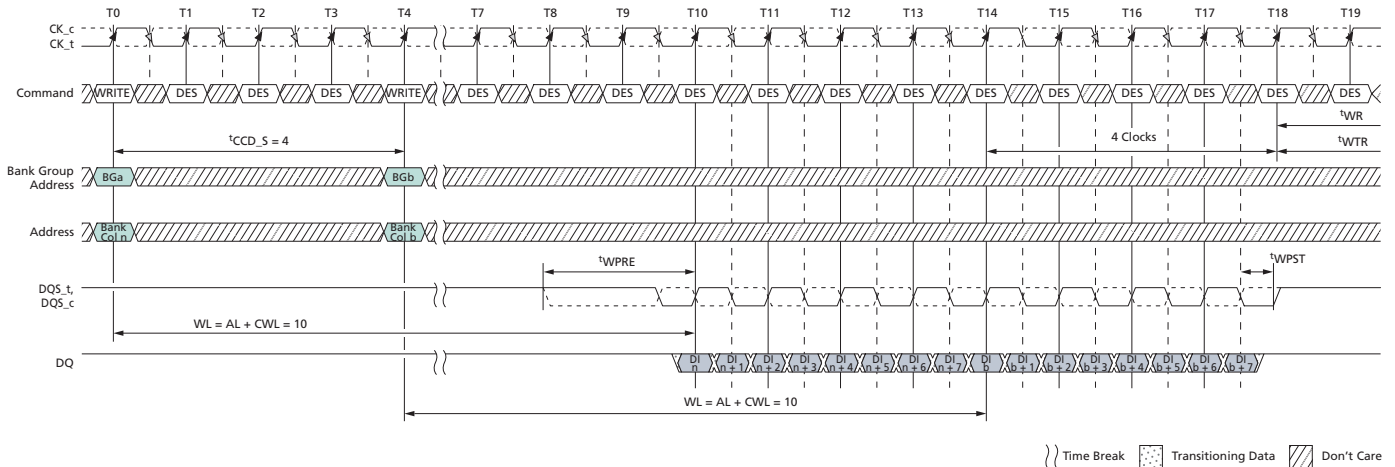 T0 T1 T2 T3 T4 T7 T8 T9 T10 T11 T12 T13 T14 T15 T16 T17 T18 T19
CK_c
CK_t
Command WRITE DES DES DES WRITE DES DES DES DES DES DES DES DES DES DES DES DES DES
tWR
tCCD_S = 4 4 Clocks
tWTR
Bank Group
Address BGa BGb
Address Bank
Col n Bank
Col b
tWPRE tWPST
DQS_t,
DQS_c
WL = AL + CWL = 10
DQ DI
n DI
n + 1 DI
n + 2 DI
n + 3 DI
n + 4 DI
n + 5 DI
n + 6 DI
n + 7 DI
b DI
b + 1 DI
b + 2 DI
b + 3 DI
b + 4 DI
b + 5 DI
b + 6 DI
b + 7
WL = AL + CWL = 10
Time Break Transitioning Data Don't Care